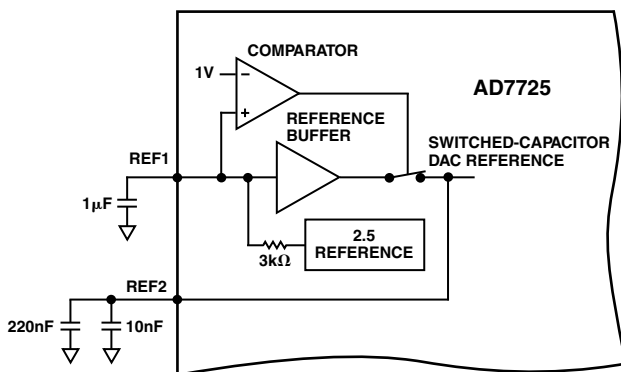 COMPARATOR
1V
−
+
AD7725
REFERENCE
BUFFER
SWITCHED-CAPACITOR
DAC REFERENCE
REF1
1μF
2.5
REFERENCE
3kΩ
REF2
220nF
10nF